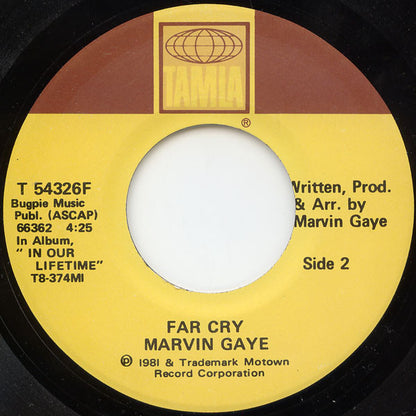 TAMLA
T 54326F
Bugpie Music
Publ. (ASCAP)
66362 4:25
In Album,
" IN OUR
LIFETIME"
T8-374MI
Written, Prod.
& Arr. by
Marvin Gaye
Side 2
FAR CRY
MARVIN GAYE
℗ 1981 & Trademark Motown
Record Corporation